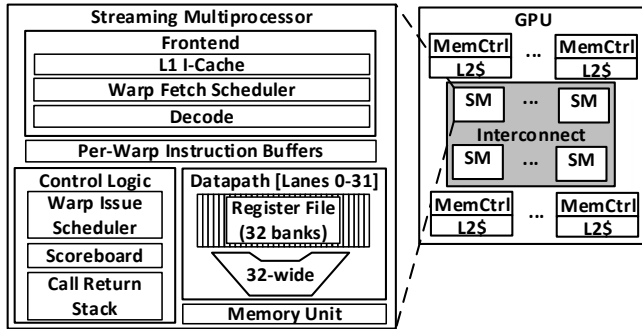 Streaming Multiprocessor
Frontend
L1 I-Cache
Warp Fetch Scheduler
Decode
Per-Warp Instruction Buffers
Control Logic
Warp Issue
Scheduler
Scoreboard
Call Return
Stack
Datapath [Lanes 0-31]
Register File
(32 banks)
32-wide
Memory Unit
GPU
MemCtrl ... MemCtrl
L2$ L2$
SM ... SM
Interconnect
SM ... SM
MemCtrl ... MemCtrl
L2$ L2$